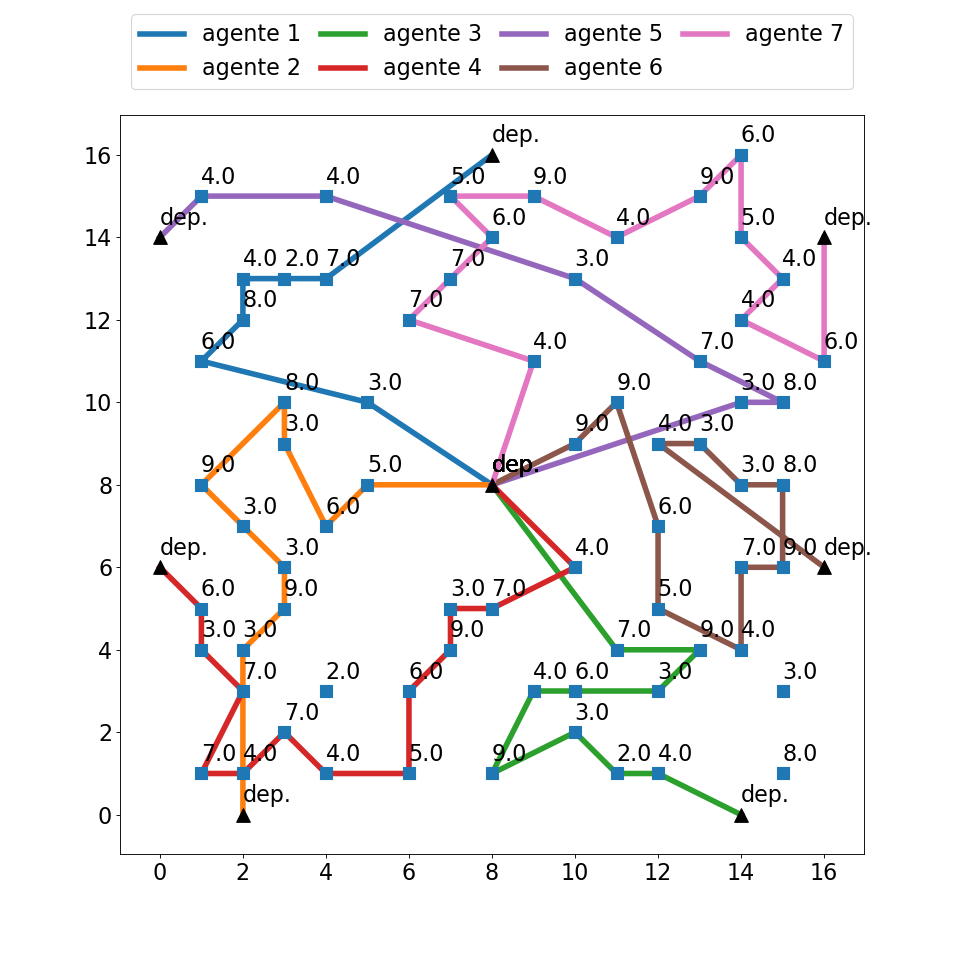 agente 1 agente 3 agente 5 agente 7
agente 2 agente 4 agente 6
dep. 6.0
16
4.0 4.0 5.0 9.0 9.0
dep. 6.0 4.0 5.0 dep.
14
4.0 2.0 7.0 7.0 3.0 4.0
8.0 7.0 4.0
12
6.0 4.0 7.0 6.0
8.0 3.0 9.0 3.0 8.0
10
3.0 9.0 4.0 3.0
9.0 5.0 dep. dep. 3.0 8.0
8
3.0 6.0 6.0
dep. 3.0 4.0 7.0 9.0 dep.
6
6.0 9.0 3.0 7.0 5.0
3.0 3.0 9.0 7.0 9.0 4.0
4
7.0 2.0 6.0 4.0 6.0 3.0 3.0
7.0 3.0
2
7.0 4.0 4.0 5.0 9.0 2.0 4.0 8.0
dep. dep.
0
0 2 4 6 8 10 12 14 16